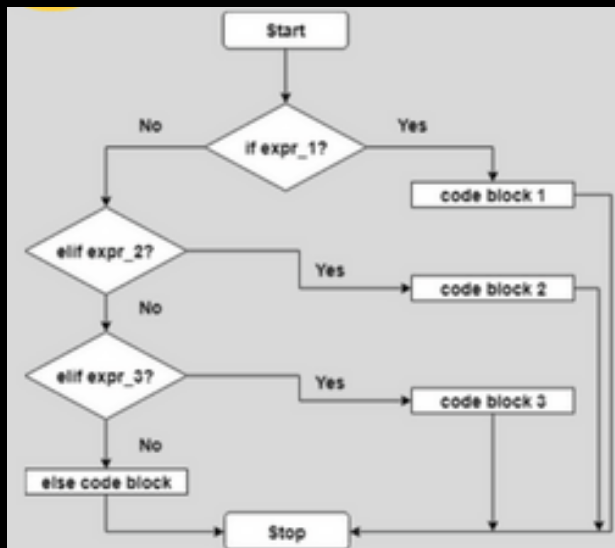 Start
No
Yes
if expr_1?
code block 1
elif expr_2?
Yes
code block 2
No
elif expr_3?
Yes
code block 3
No
else code block
Stop